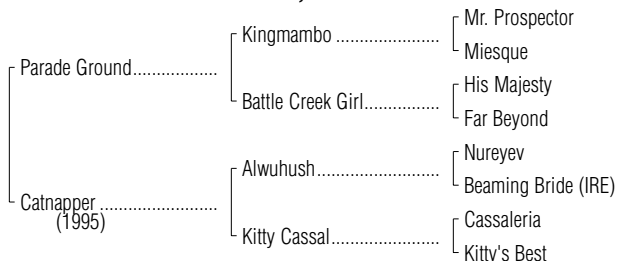 Mr. Prospector
Kingmambo ....................
Miesque
Parade Ground.................
His Majesty
Battle Creek Girl...............
Far Beyond
Nureyev
Alwuhush........................
Beaming Bride (IRE)
Catnapper .......................
(1995)
Cassaleria
Kitty Cassal.....................
Kitty's Best